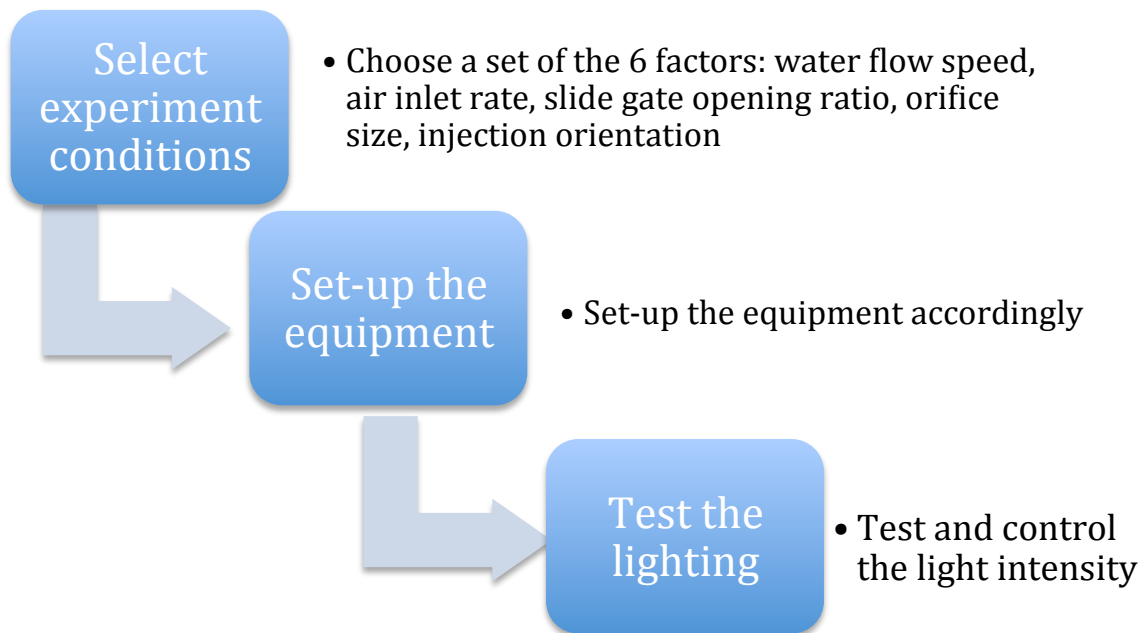 Select
experiment
conditions
• Choose a set of the 6 factors: water flow speed,
air inlet rate, slide gate opening ratio, orifice
size, injection orientation
Set-up the
equipment
• Set-up the equipment accordingly
Test the
lighting
• Test and control
the light intensity